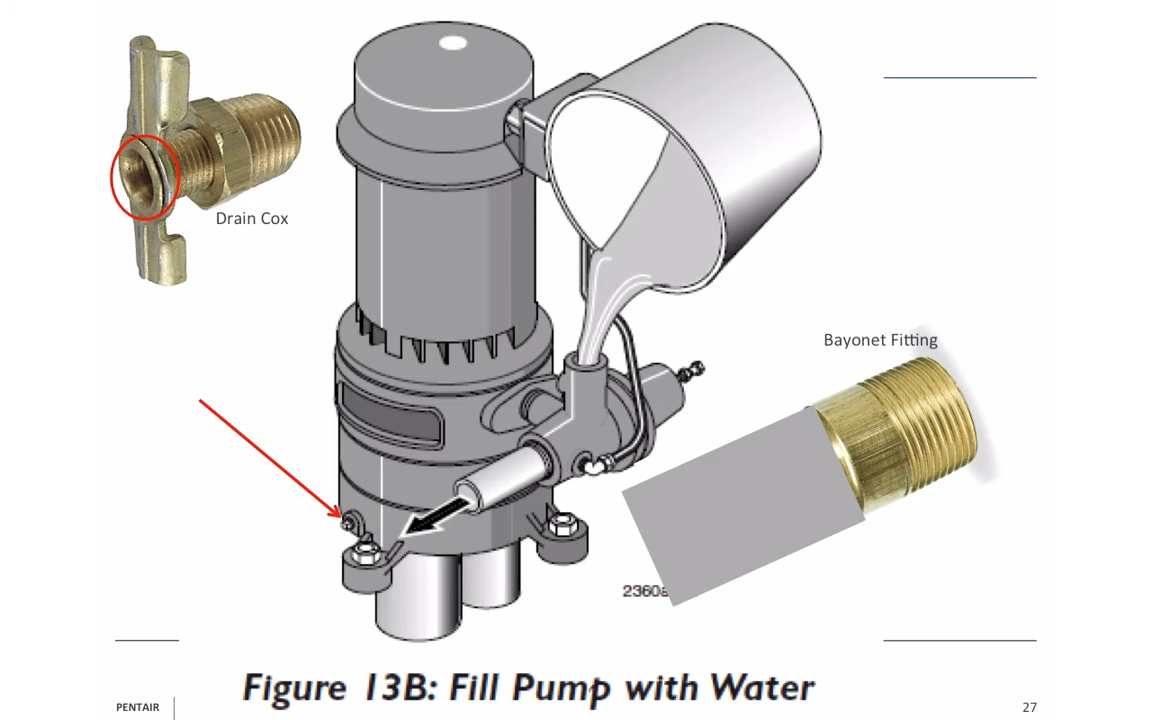 Drain Cox
Bayonet Fitting
Figure 13B: Fill Pump with Water
PENTAIR
27